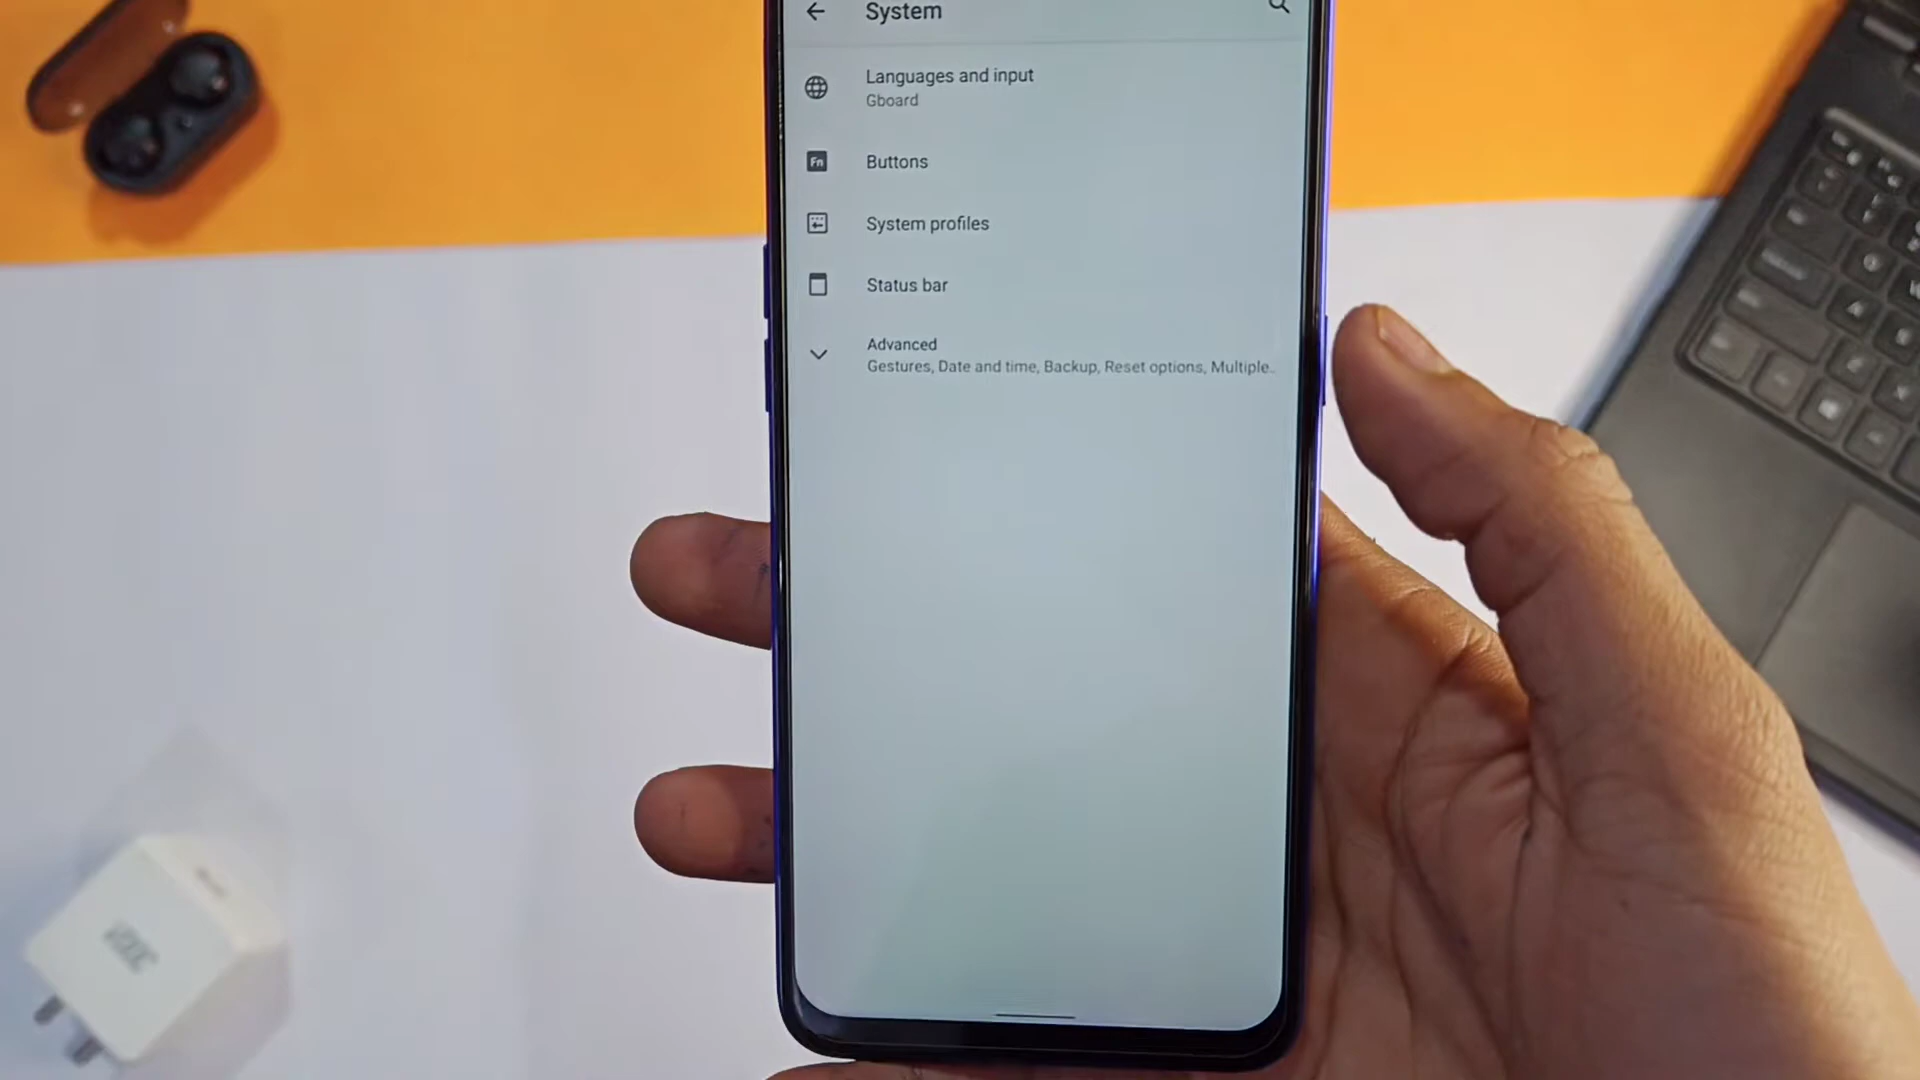 System
Languages and input
Gboard
Fn
Buttons
System profiles
Status bar
Advanced
Gestures, Date and time, Backup, Reset options, Multiple..